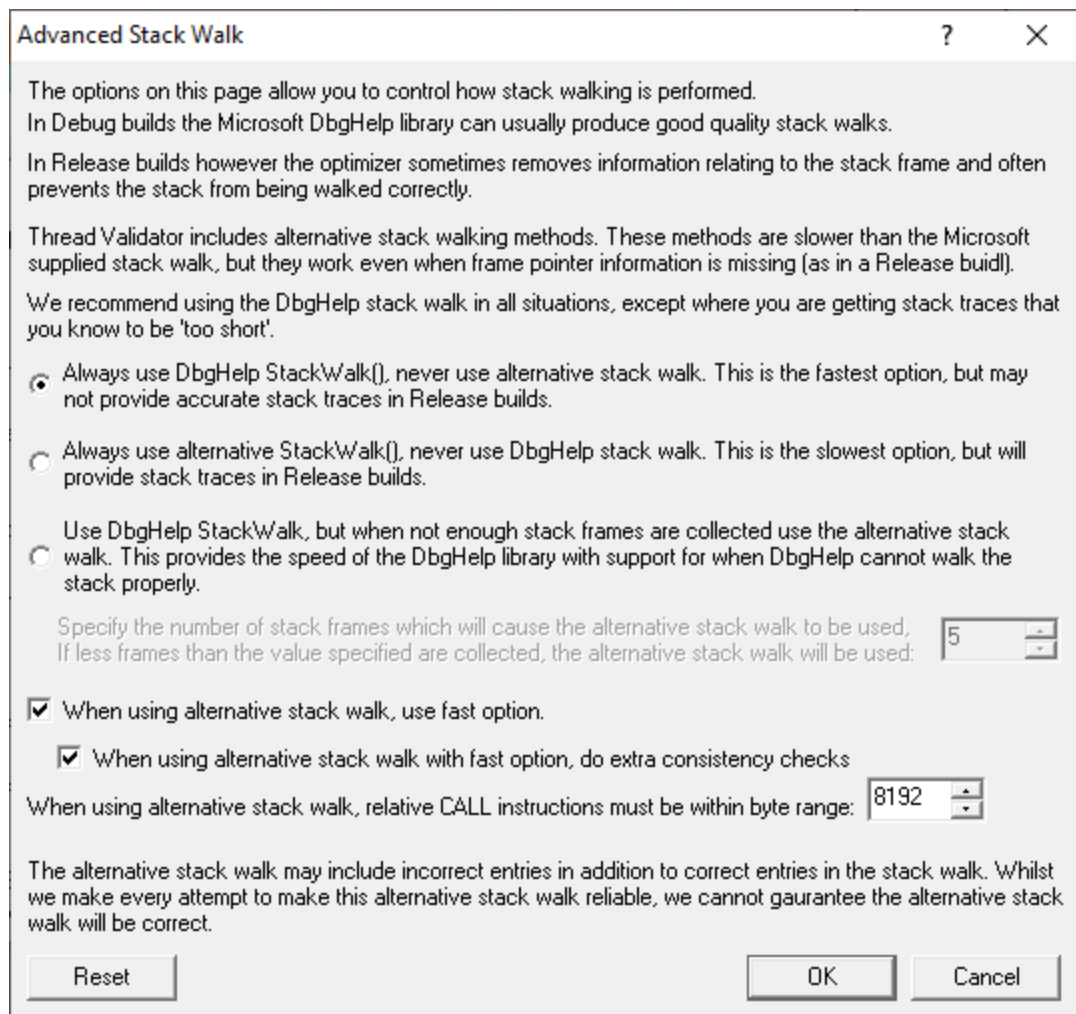 Advanced Stack Walk
?
The options on this page allow you to control how stack walking is performed.
In Debug builds the Microsoft DbgHelp library can usually produce good quality stack walks.
In Release builds however the optimizer sometimes removes information relating to the stack frame and often
prevents the stack from being walked correctly.
Thread Validator includes alternative stack walking methods. These methods are slower than the Microsoft
supplied stack walk, but they work even when frame pointer information is missing (as in a Release buidl).
We recommend using the DbgHelp stack walk in all situations, except where you are getting stack traces that
you know to be 'too short'.
Always use DbgHelp StackWalk(), never use alternative stack walk. This is the fastest option, but may
not provide accurate stack traces in Release builds.
Always use alternative StackWalk(), never use DbgHelp stack walk. This is the slowest option, but will
provide stack traces in Release builds.
Use DbgHelp StackWalk, but when not enough stack frames are collected use the alternative stack
walk. This provides the speed of the DbgHelp library with support for when DbgHelp cannot walk the
stack properly.
Specify the number of stack frames which will cause the alternative stack walk to be used,
If less frames than the value specified are collected, the alternative stack walk will be used:
5
When using alternative stack walk, use fast option.
When using alternative stack walk with fast option, do extra consistency checks
When using alternative stack walk, relative CALL instructions must be within byte range: 8192
The alternative stack walk may include incorrect entries in addition to correct entries in the stack walk. Whilst
we make every attempt to make this alternative stack walk reliable, we cannot gaurantee the alternative stack
walk will be correct.
Reset OK Cancel